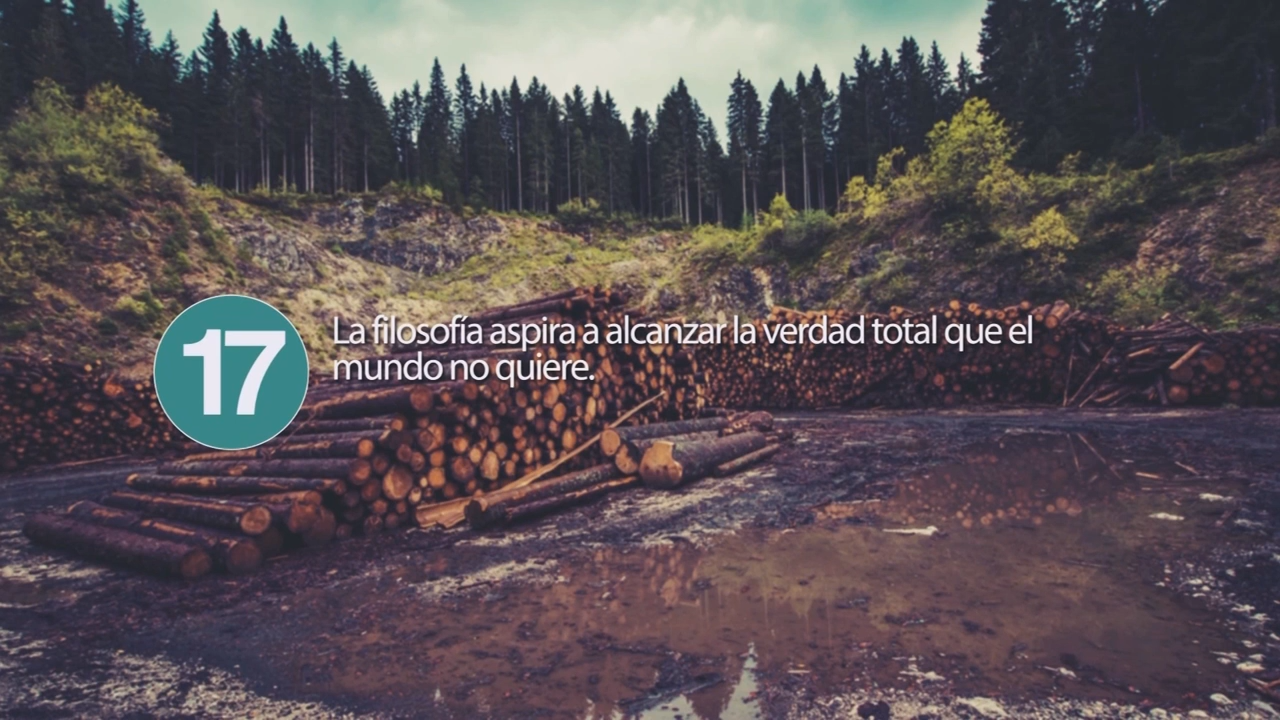 17
La filosofía aspira a alcanzar la verdad total que el
mundo no quiere.